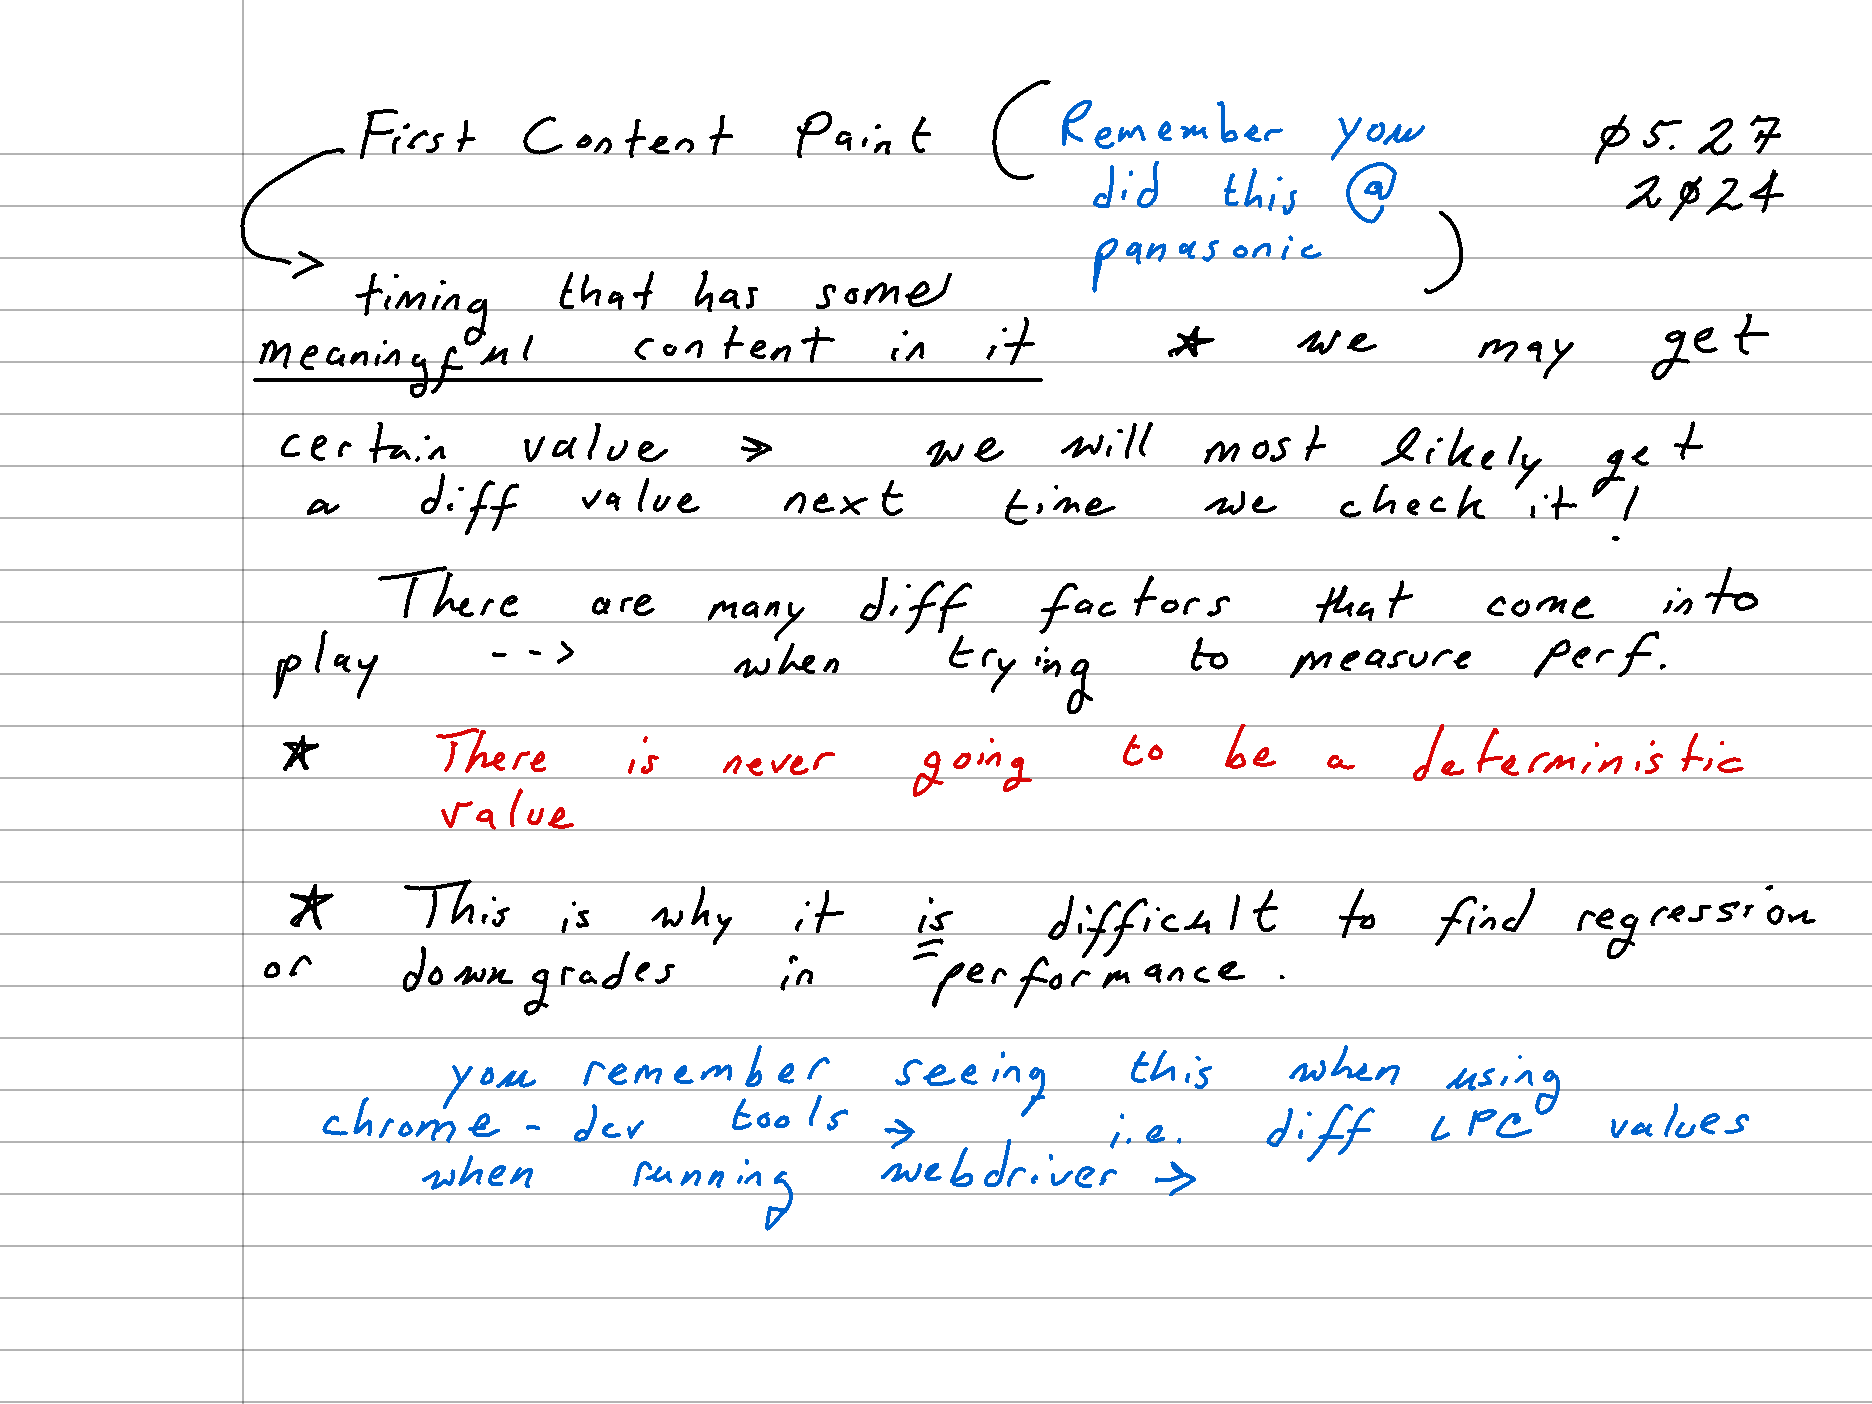 First Content Paint (Remember you
did this @
panasonic)
05.27
2024
→ timing that has some
meaningful content in it * we may get
certain value → we will most likely get
a diff value next time we check it!
There are many diff factors that come into
play --> when trying to measure perf.
* There is never going to be a deterministic
value
* This is why it is difficult to find regression
or downgrades in performance.
you remember seeing this when using
chrome-dev tools → i.e. diff LPC values
when running webdriver →